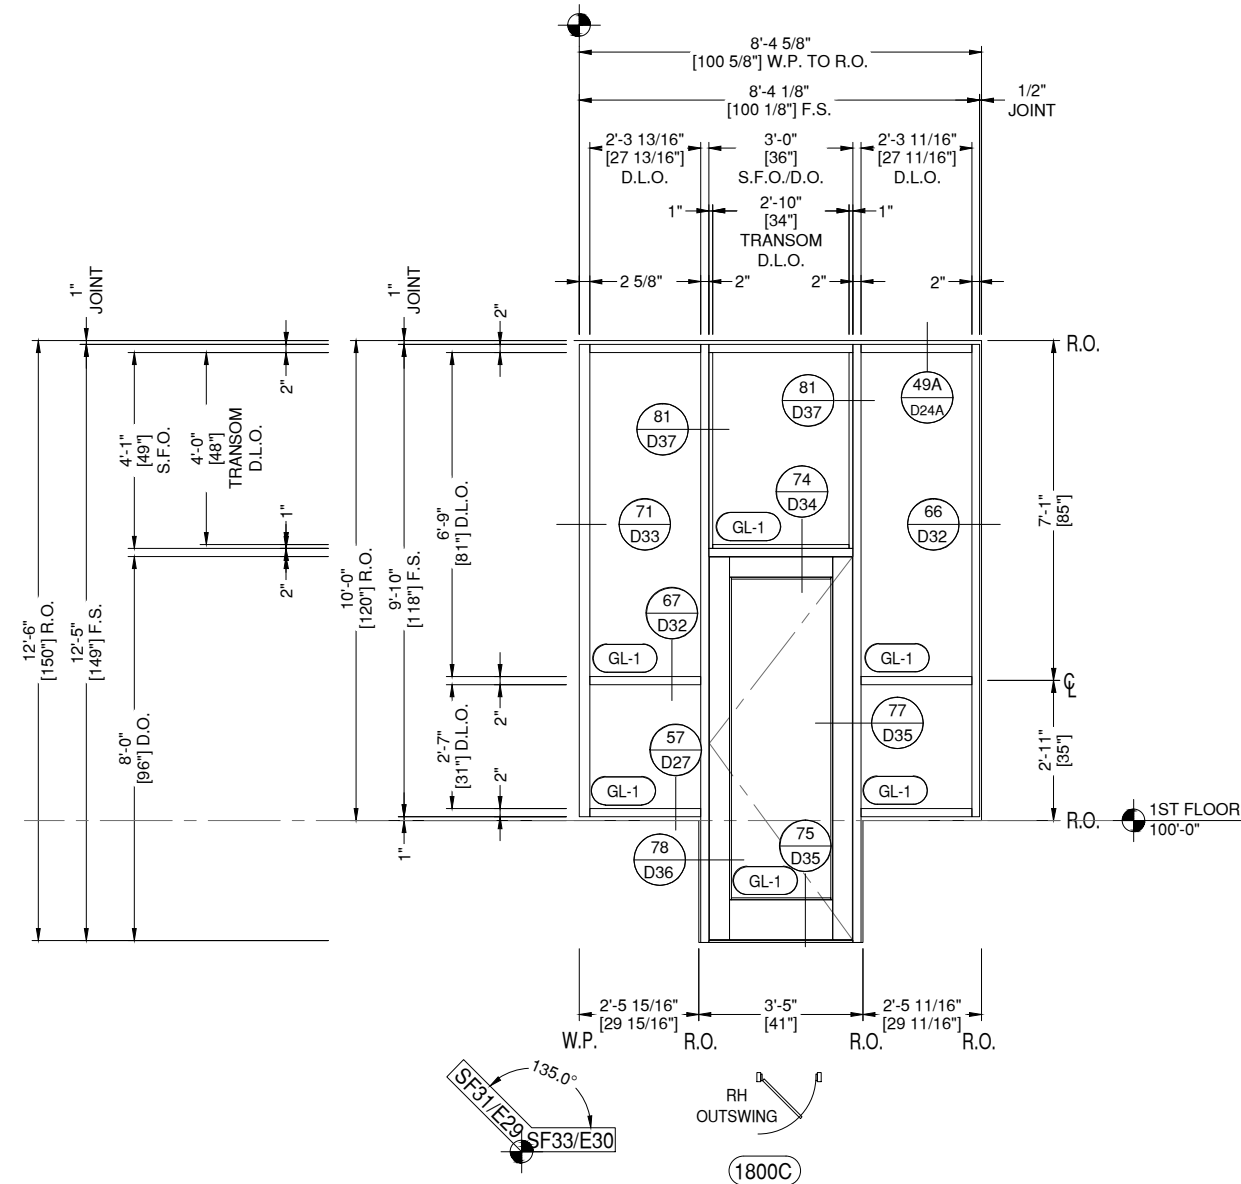 8'-4 5/8"
[100 5/8"] W.P. TO R.O.
8'-4 1/8"
[100 1/8"] F.S.
1/2"
JOINT
2'-3 13/16"
[27 13/16"]
D.L.O.
3'-0"
[36"]
S.F.O./D.O.
2'-3 11/16"
[27 11/16"]
D.L.O.
1"
2'-10"
[34"]
TRANSOM
D.L.O.
1"
2 5/8"
2"
2"
2"
1"
JOINT
1"
JOINT
2"
2"
R.O.
4'-1"
[49"]
S.F.O.
4'-0"
[48"]
TRANSOM
D.L.O.
1"
2"
12'-6"
[150"] R.O.
12'-5"
[149"] F.S.
8'-0"
[96"] D.O.
10'-0"
[120"] R.O.
9'-10"
[118"] F.S.
6'-9"
[81"] D.L.O.
2'-7"
[31"] D.L.O.
2"
2"
1"
81
D37
81
D37
49A
D24A
74
D34
71
D33
GL-1
66
D32
7'-1"
[85"]
67
D32
GL-1
GL-1
CL
57
D27
77
D35
2'-11"
[35"]
GL-1
GL-1
R.O.
1ST FLOOR
100'-0"
78
D36
75
D35
GL-1
2'-5 15/16"
[29 15/16"]
3'-5"
[41"]
2'-5 11/16"
[29 11/16"]
W.P.
R.O.
R.O.
R.O.
135.0°
SF31/E29
SF33/E30
RH
OUTSWING
1800C